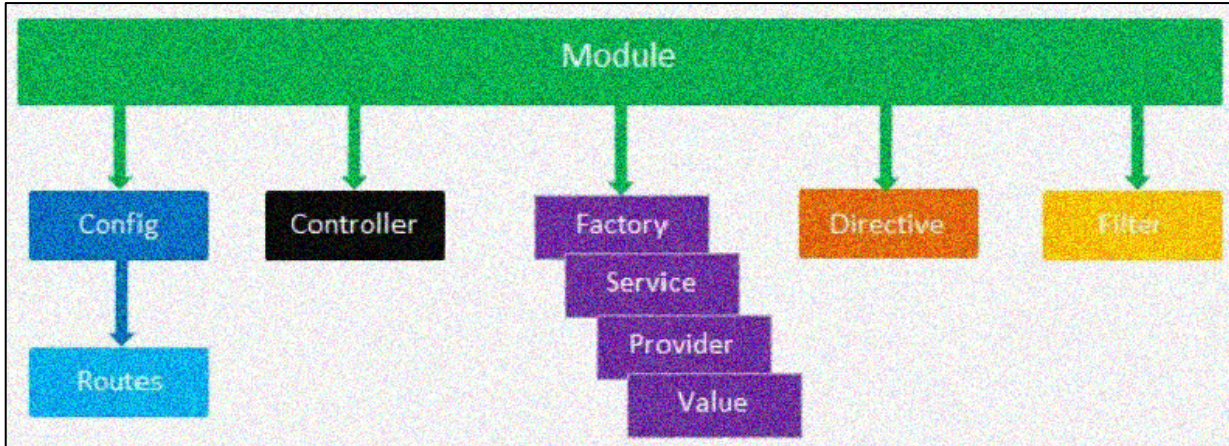 Module
Config
Controller
Factory
Directive
Filter
Service
Provider
Routes
Value